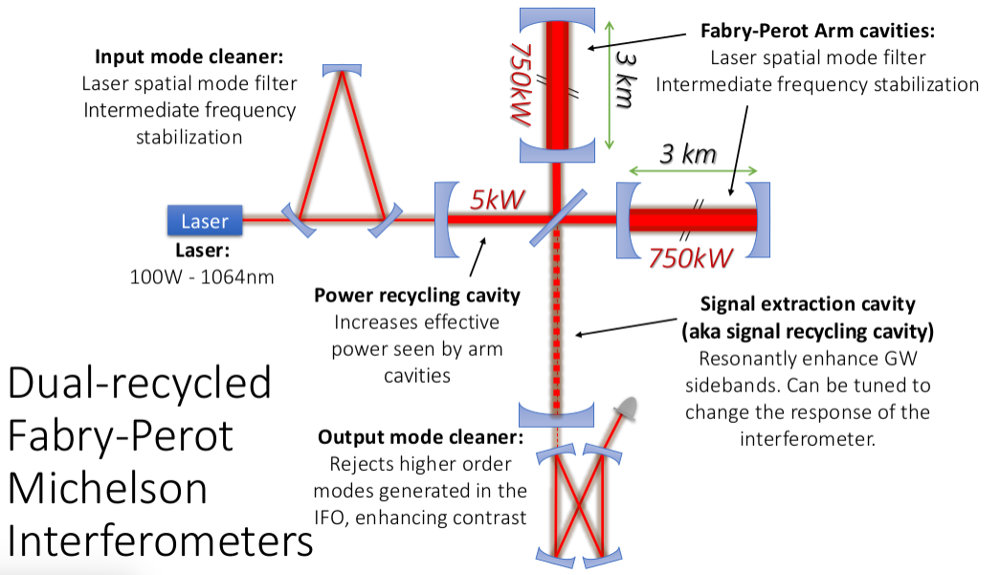 Input mode cleaner:
Laser spatial mode filter
Intermediate frequency
stabilization
750kW
3 km
Fabry-Perot Arm cavities:
Laser spatial mode filter
Intermediate frequency stabilization
3 km
5kW
Laser
750kW
Laser:
100W - 1064nm
Power recycling cavity
Increases effective
power seen by arm
cavities
Signal extraction cavity
(aka signal recycling cavity)
Resonantly enhance GW
sidebands. Can be tuned to
change the response of the
interferometer.
Dual-recycled
Fabry-Perot
Michelson
Interferometers
Output mode cleaner:
Rejects higher order
modes generated in the
IFO, enhancing contrast